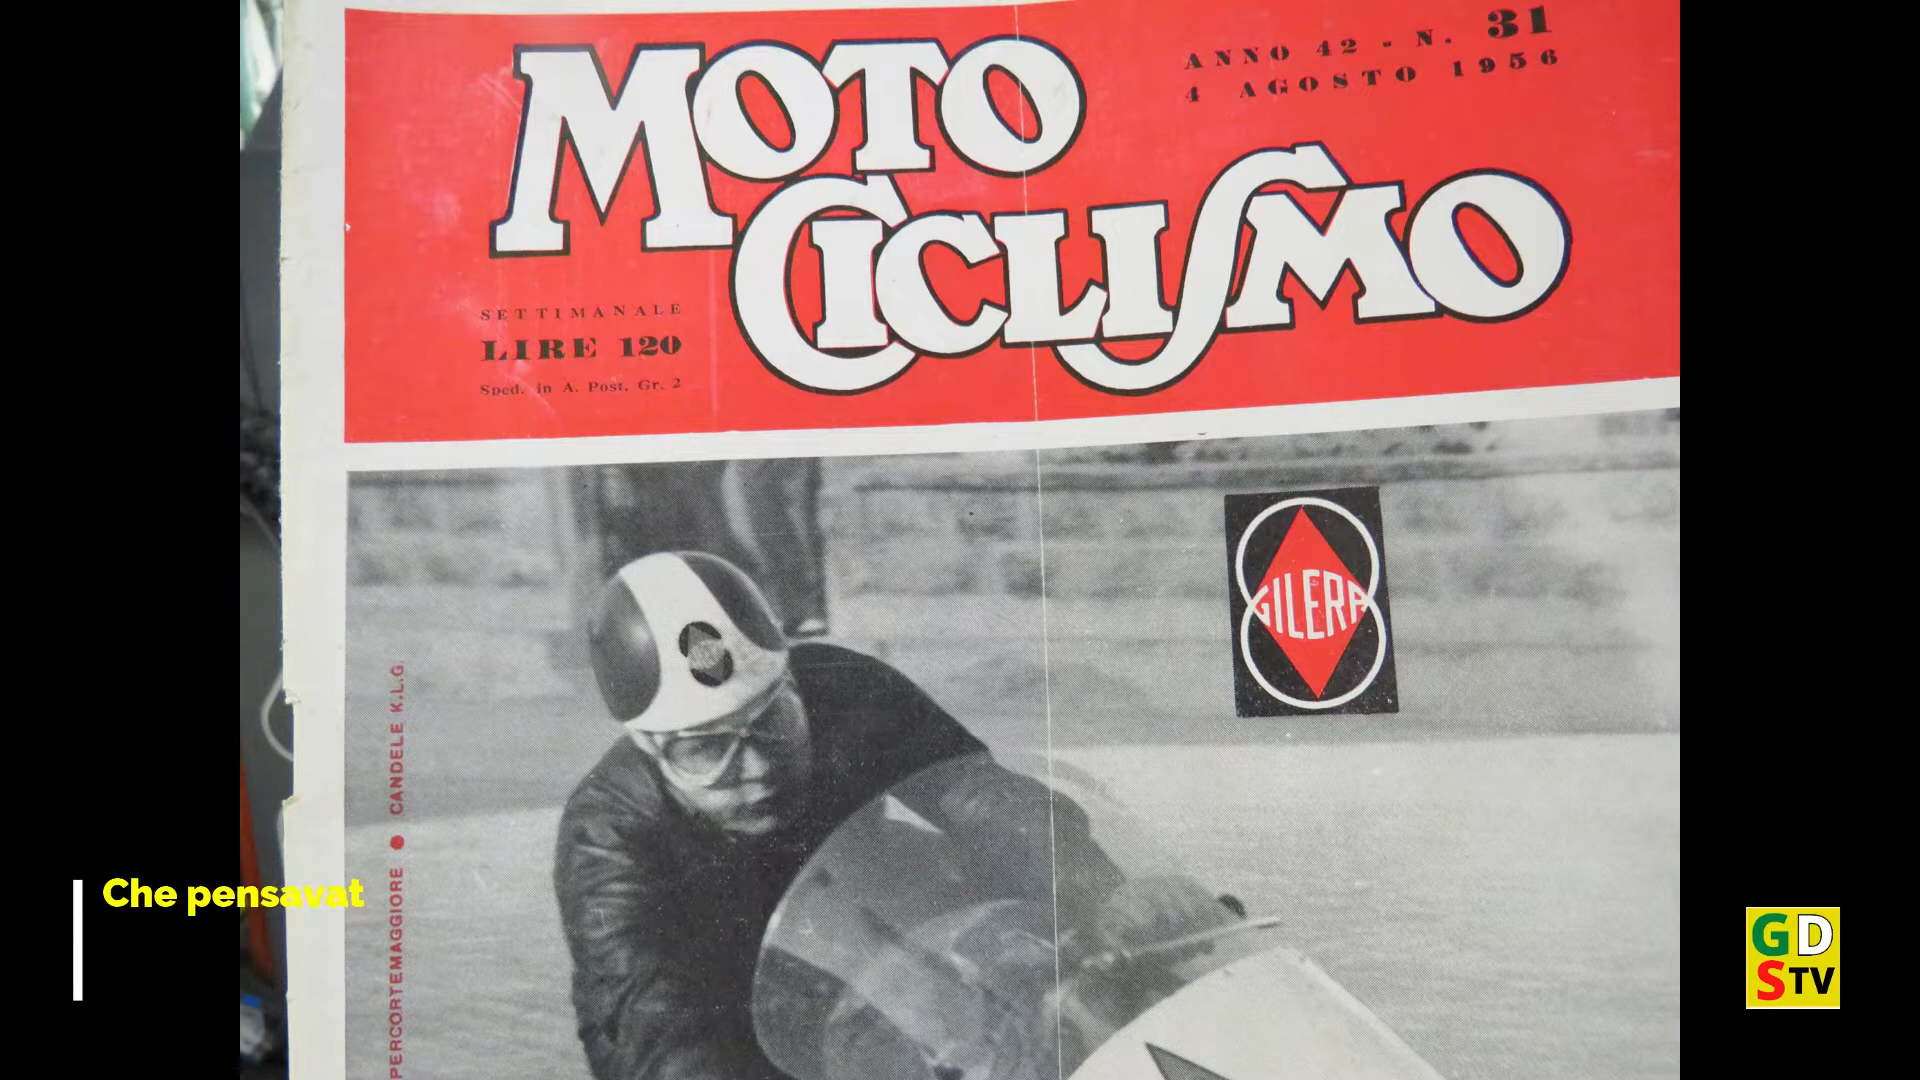 MOTO
CICLISMO
ANNO 42 - N. 31
4 AGOSTO 1956
SETTIMANALE
LIRE 120
Sped. in A. Post. Gr. 2
GILERA
PERCORTEMAGGIORE ● CANDELE K.L.G.
Che pensavat
GD
STV